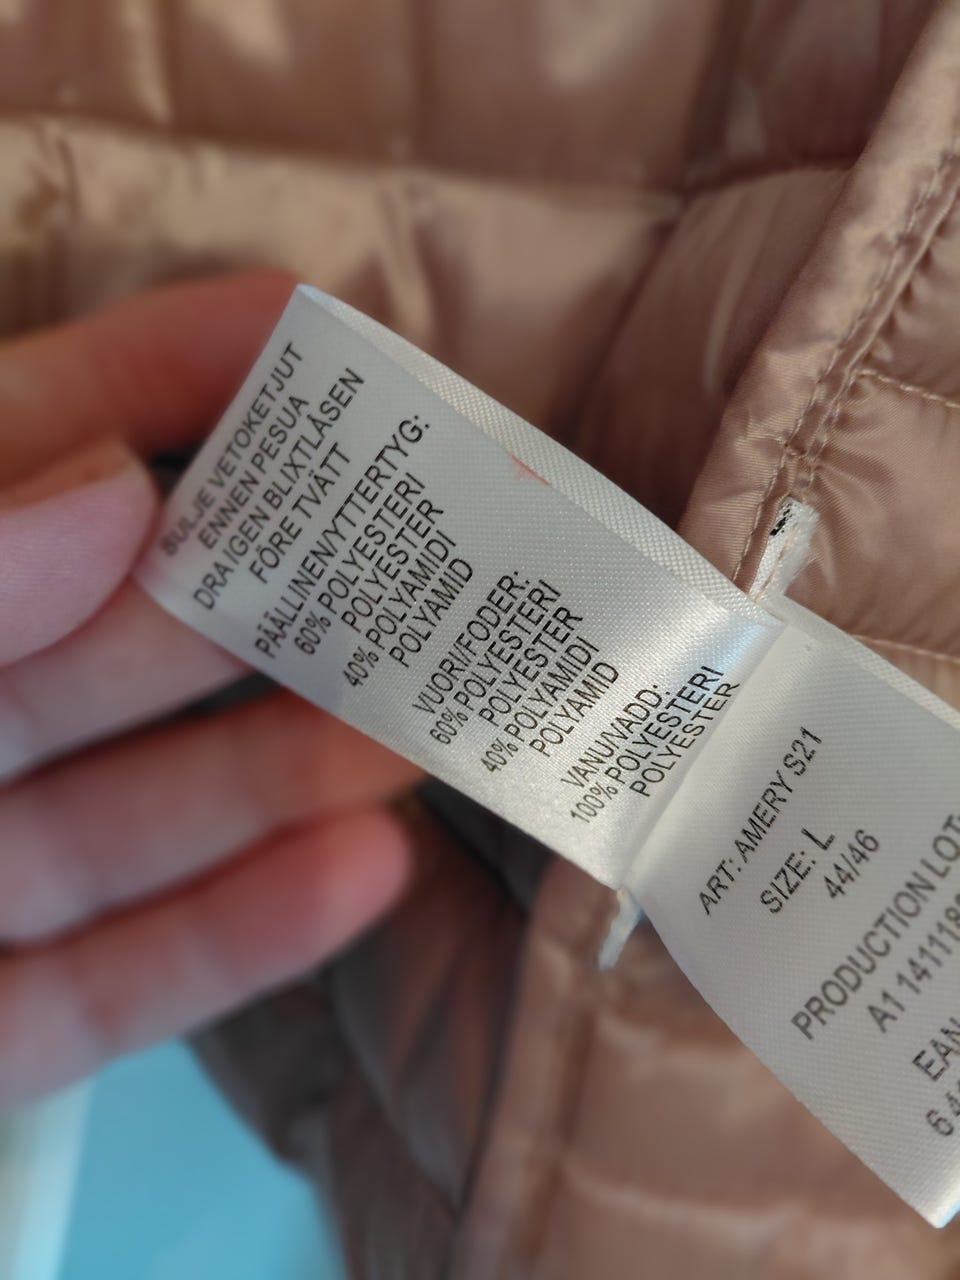 SULJE VETOKETJUT
ENNEN PESUA
DRA IGEN BLIXTLÅSEN
FÖRE TVÄTT
PÄÄLLINEN/YTTERTYG:
60% POLYESTERI
POLYESTER
40% POLYAMIDI
POLYAMID
VUORI/FODER:
60% POLYESTERI
POLYESTER
40% POLYAMIDI
POLYAMID
VANU/VADD:
100% POLYESTERI
POLYESTER
ART: AMERY S21
SIZE: L
44/46
PRODUCTION LOT:
A1
EAN